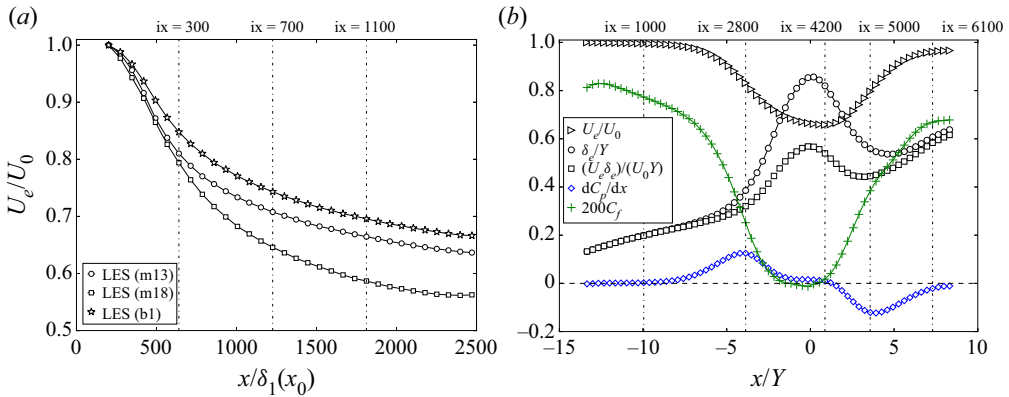 (a)
ix = 300
ix = 700
ix = 1100
1.0
0.9
0.8
0.7
0.6
0.5
U_e/U_0
LES (m13)
LES (m18)
LES (b1)
0
500
1000
1500
2000
2500
x/δ_1(x_0)
(b)
ix = 1000
ix = 2800
ix = 4200
ix = 5000
ix = 6100
1.0
0.8
0.6
0.4
0.2
0
–0.2
U_e/U_0
δ_e/Y
(U_eδ_e)/(U_0Y)
dC_p/dx
200C_f
–15
–10
–5
0
5
10
x/Y